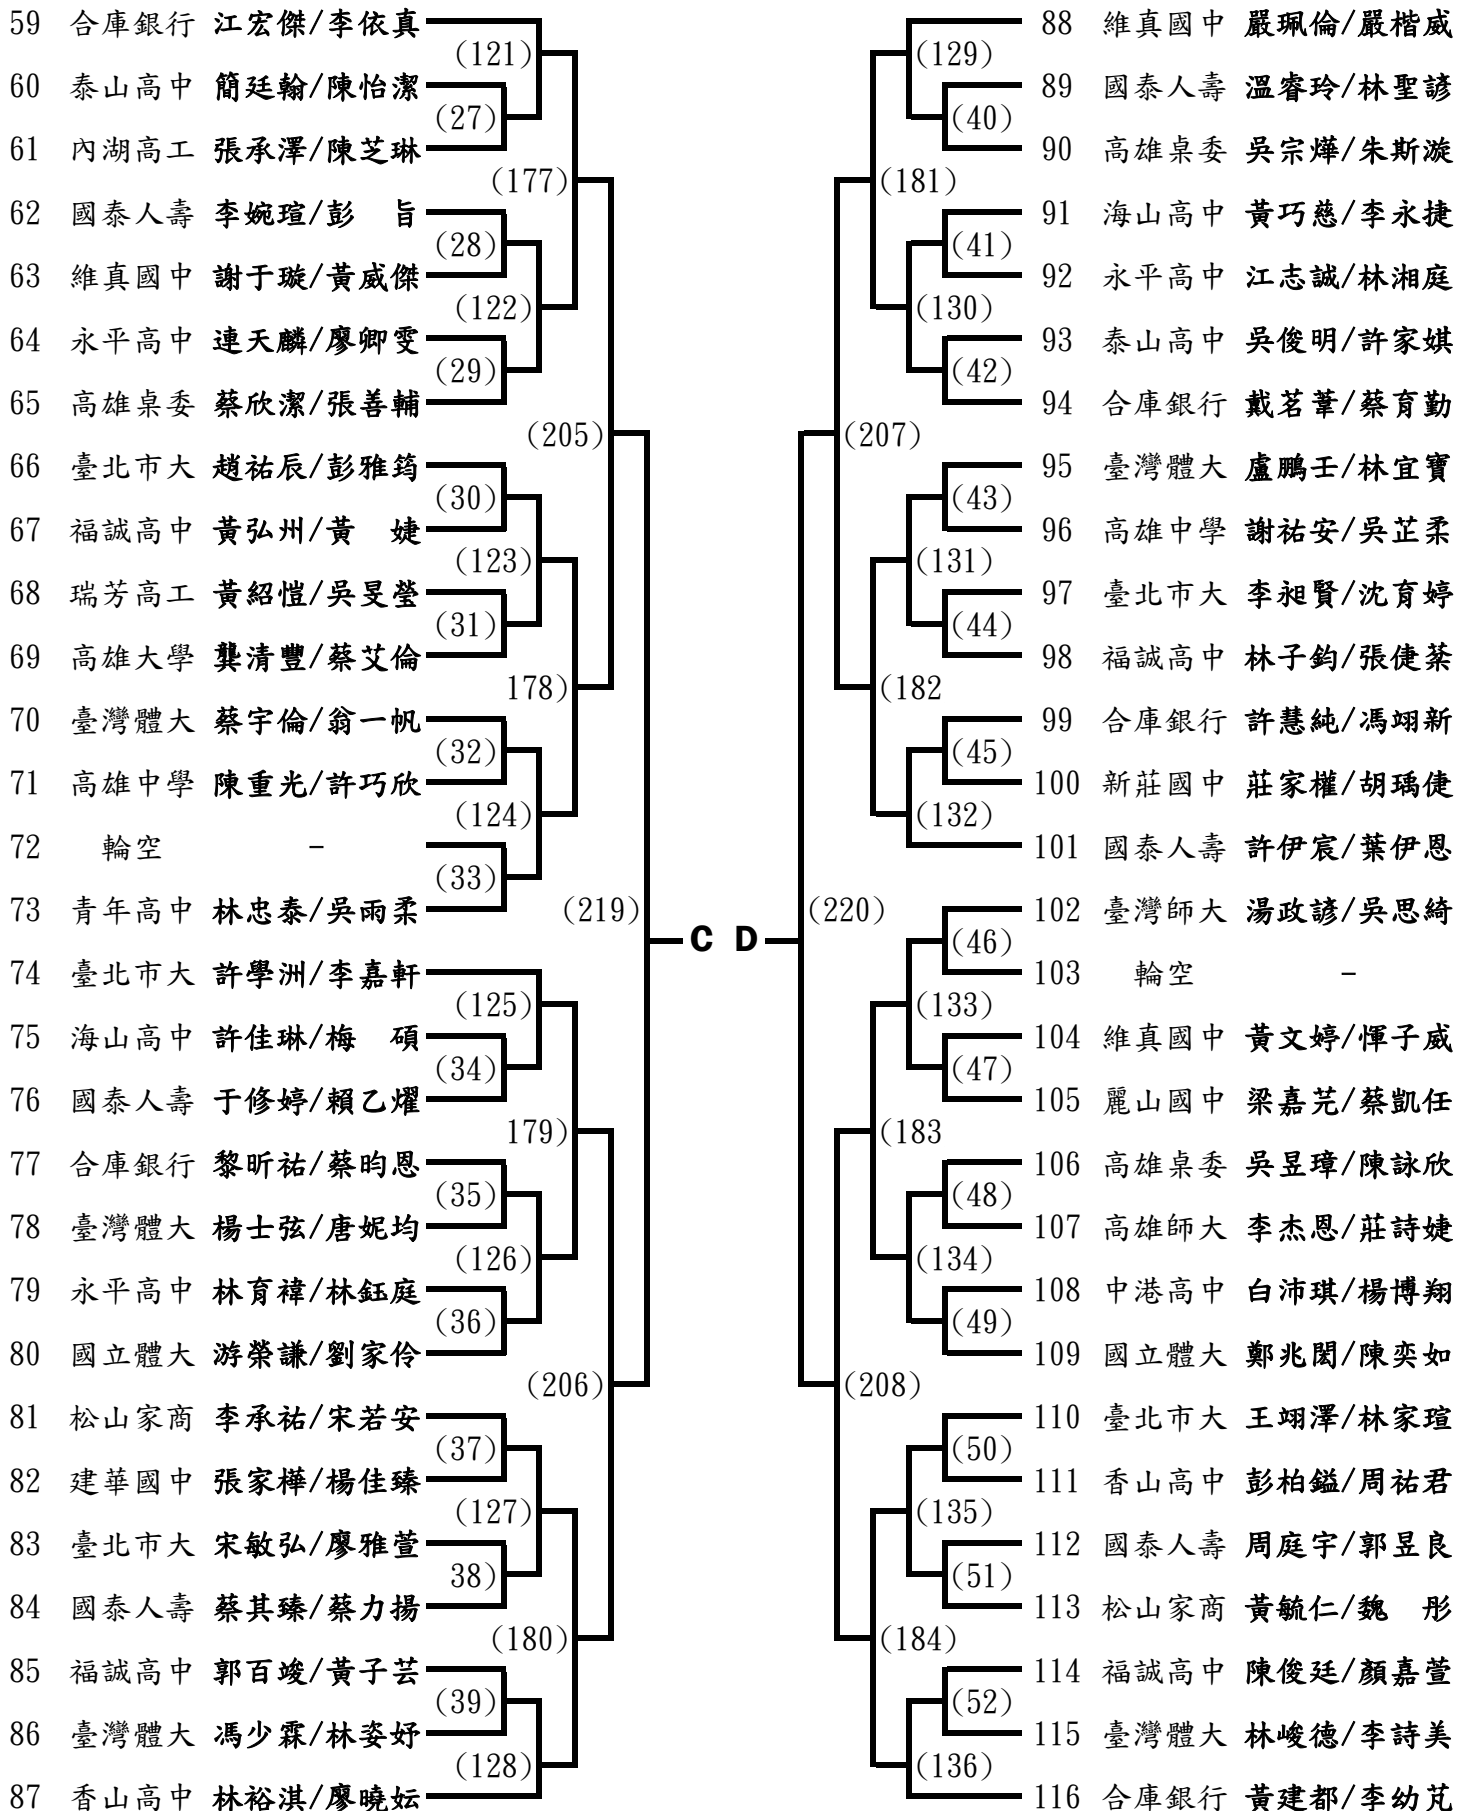 59 合庫銀行 江宏傑/李依真
(121)
60 泰山高中 簡廷翰/陳怡潔
(27)
61 內湖高工 張承澤/陳芝琳
(177)
62 國泰人壽 李婉瑄/彭 旨
(28)
63 維真國中 謝于璇/黃威傑
(122)
64 永平高中 連天麟/廖卿雯
(29)
65 高雄桌委 蔡欣潔/張善輔
(205)
66 臺北市大 趙祐辰/彭雅筠
(30)
67 福誠高中 黃弘州/黃 婕
(123)
68 瑞芳高工 黃紹愷/吳旻螢
(31)
69 高雄大學 龔清豐/蔡艾倫
178)
70 臺灣體大 蔡宇倫/翁一帆
(32)
71 高雄中學 陳重光/許巧欣
(124)
72 輪空 -
(33)
73 青年高中 林忠泰/吳雨柔
(219)
74 臺北市大 許學洲/李嘉軒
(125)
75 海山高中 許佳琳/梅 碩
(34)
76 國泰人壽 于修婷/賴乙燿
179)
77 合庫銀行 黎昕祐/蔡昀恩
(35)
78 臺灣體大 楊士弦/唐妮均
(126)
79 永平高中 林育禕/林鈺庭
(36)
80 國立體大 游榮謙/劉家伶
(206)
81 松山家商 李承祐/宋若安
(37)
82 建華國中 張家樺/楊佳臻
(127)
83 臺北市大 宋敏弘/廖雅萱
38)
84 國泰人壽 蔡其臻/蔡力揚
(180)
85 福誠高中 郭百竣/黃子芸
(39)
86 臺灣體大 馮少霖/林姿妤
(128)
87 香山高中 林裕淇/廖曉妘
C D
88 維真國中 嚴珮倫/嚴楷威
(129)
89 國泰人壽 溫睿玲/林聖諺
(40)
90 高雄桌委 吳宗燁/朱斯漩
(181)
91 海山高中 黃巧慈/李永捷
(41)
92 永平高中 江志誠/林湘庭
(130)
93 泰山高中 吳俊明/許家娸
(42)
94 合庫銀行 戴茗葦/蔡育勤
(207)
95 臺灣體大 盧鵬壬/林宜寶
(43)
96 高雄中學 謝祐安/吳芷柔
(131)
97 臺北市大 李昶賢/沈育婷
(44)
98 福誠高中 林子鈞/張倢棻
(182
99 合庫銀行 許慧純/馮翊新
(45)
100 新莊國中 莊家權/胡瑀倢
(132)
101 國泰人壽 許伊宸/葉伊恩
(220)
102 臺灣師大 湯政諺/吳思綺
(46)
103 輪空 -
(133)
104 維真國中 黃文婷/惲子威
(47)
105 麗山國中 梁嘉芫/蔡凱任
(183
106 高雄桌委 吳昱璋/陳詠欣
(48)
107 高雄師大 李杰恩/莊詩婕
(134)
108 中港高中 白沛琪/楊博翔
(49)
109 國立體大 鄭兆閎/陳奕如
(208)
110 臺北市大 王翊澤/林家瑄
(50)
111 香山高中 彭柏鎰/周祐君
(135)
112 國泰人壽 周庭宇/郭昱良
(51)
113 松山家商 黃毓仁/魏 彤
(184)
114 福誠高中 陳俊廷/顏嘉萱
(52)
115 臺灣體大 林峻德/李詩美
(136)
116 合庫銀行 黃建都/李幼芃